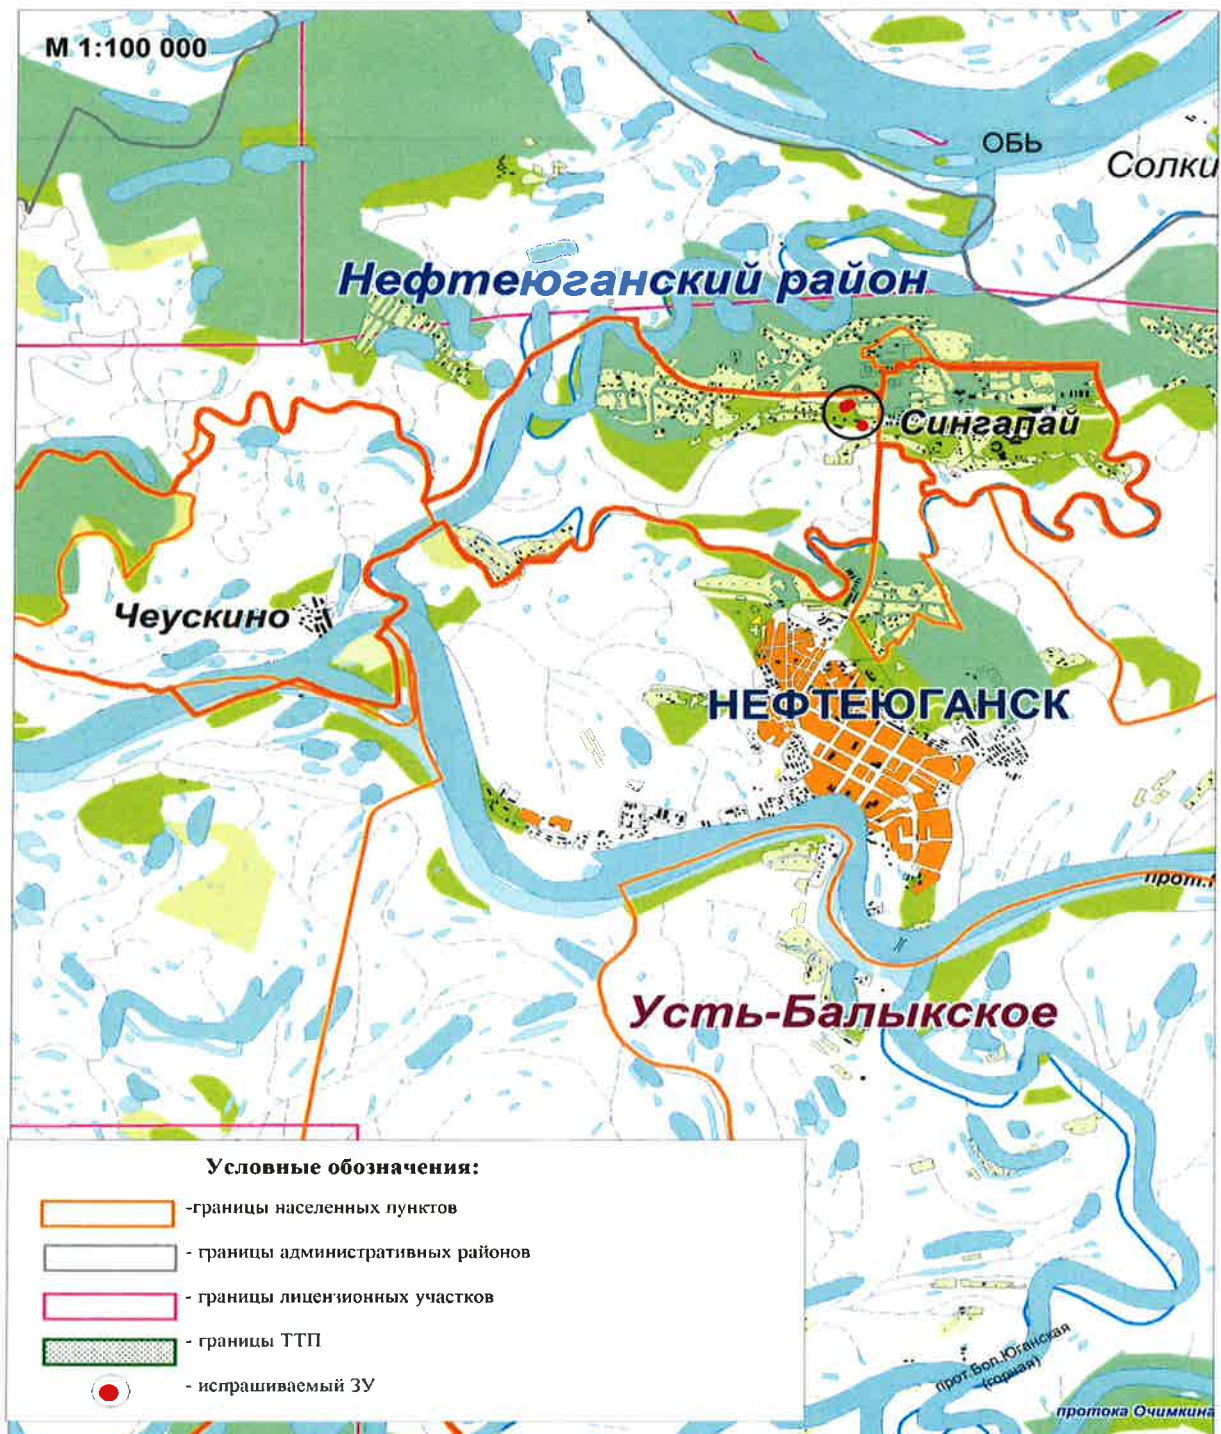 М 1:100 000
ОБЬ
Солки
Нефтеюганский район
Сингапай
Чеускино
НЕФТЕЮГАНСК
прот.
Усть-Балыкское
Условные обозначения:
-границы населенных пунктов
- границы административных районов
- границы лицензионных участков
- границы ТТП
- испрашиваемый ЗУ
прот.Бол.Юганская
(горная)
протока Очимкина